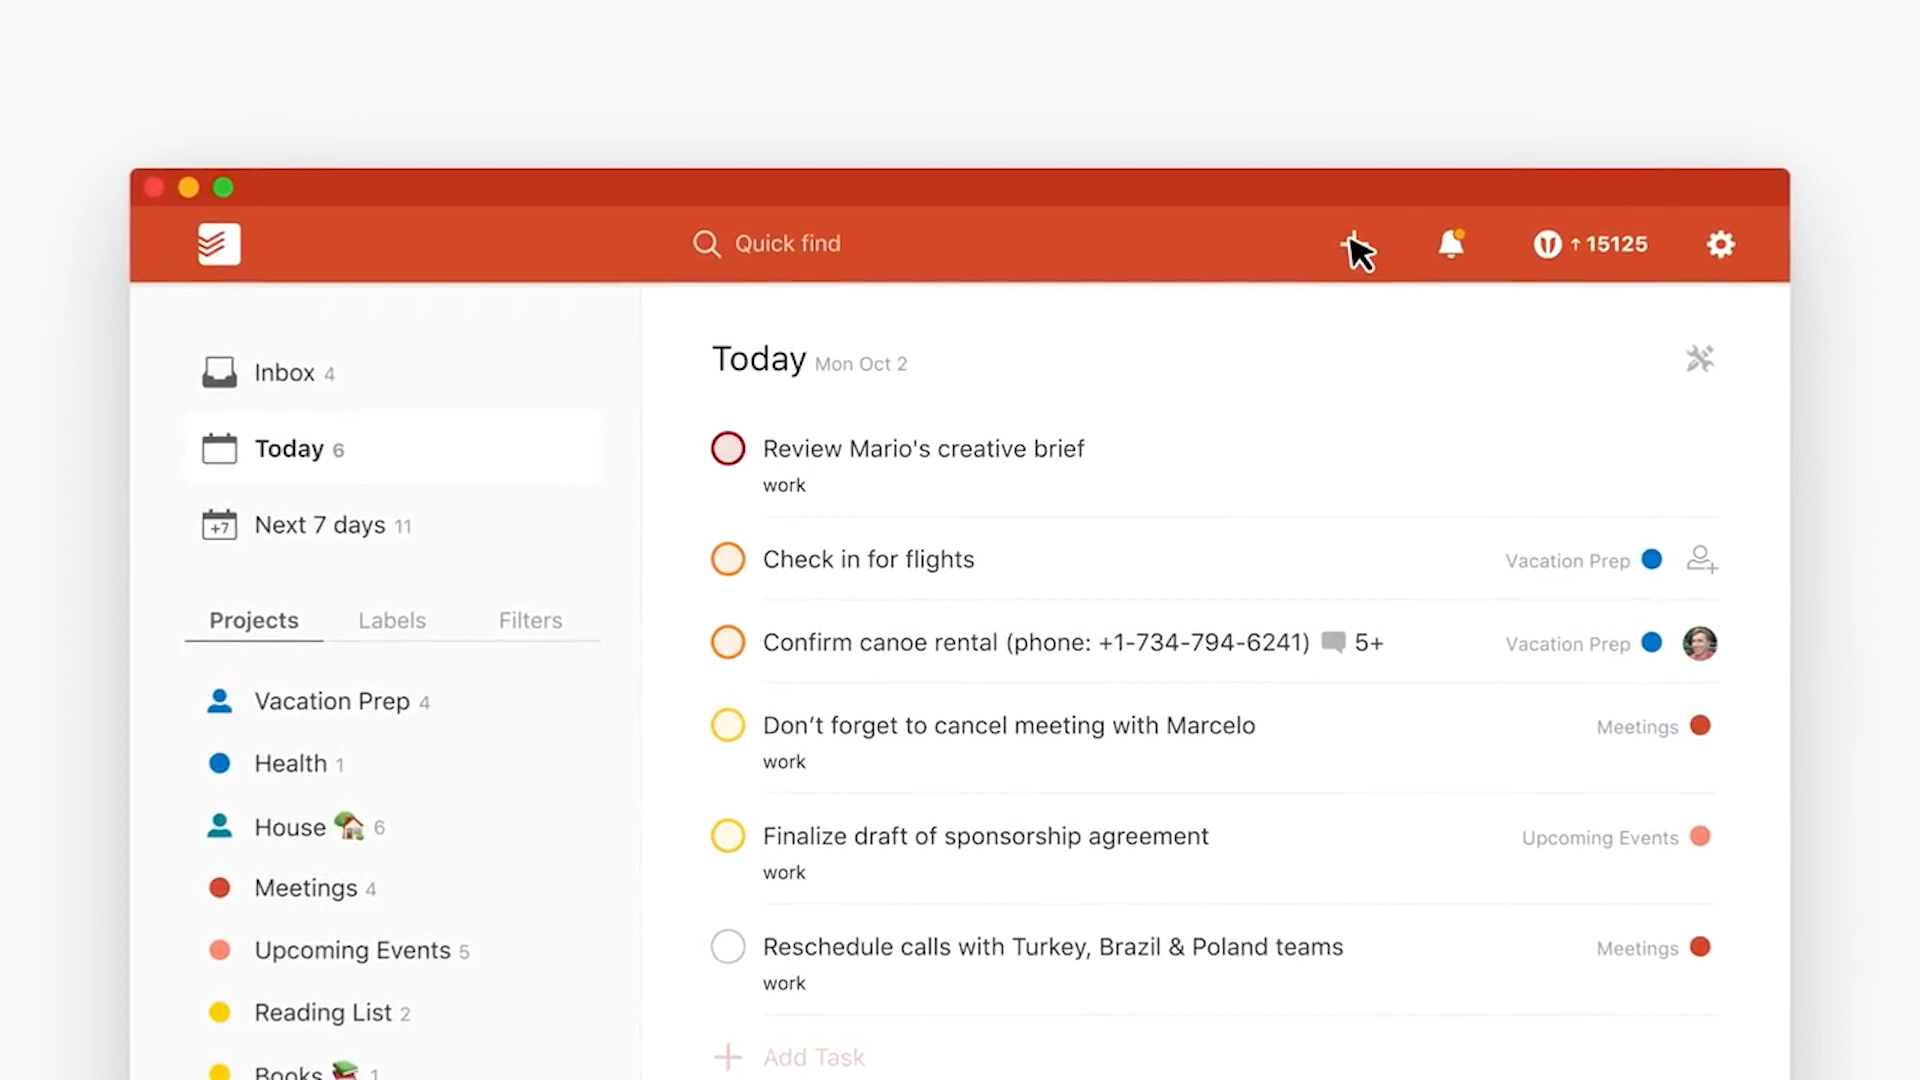 Quick find
↑ 15125
Inbox 4
Today 6
+7 Next 7 days 11
Projects Labels Filters
Vacation Prep 4
Health 1
House 6
Meetings 4
Upcoming Events 5
Reading List 2
Books 1
Today Mon Oct 2
Review Mario's creative brief
work
Check in for flights Vacation Prep
Confirm canoe rental (phone: +1-734-794-6241) 5+ Vacation Prep
Don’t forget to cancel meeting with Marcelo Meetings
work
Finalize draft of sponsorship agreement Upcoming Events
work
Reschedule calls with Turkey, Brazil & Poland teams Meetings
work
+ Add Task